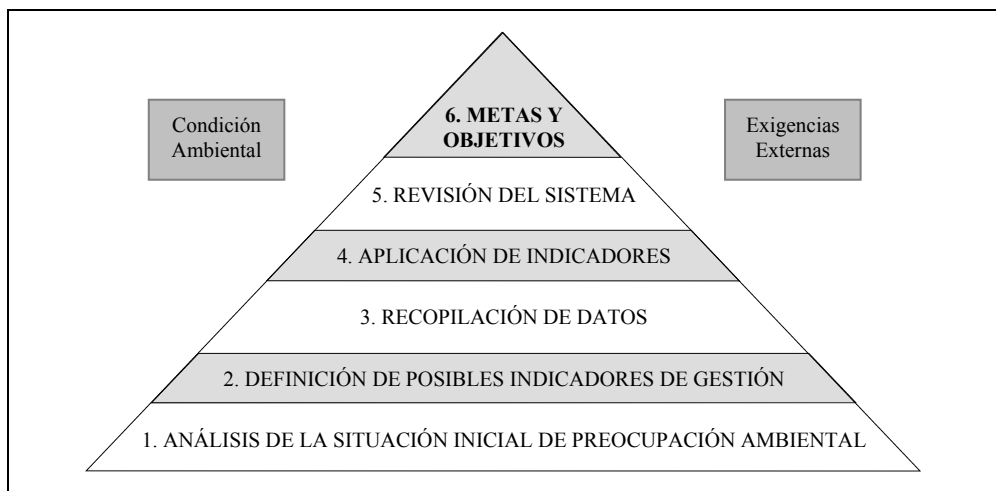 Condición
Ambiental
6. METAS Y
OBJETIVOS
Exigencias
Externas
5. REVISIÓN DEL SISTEMA
4. APLICACIÓN DE INDICADORES
3. RECOPILACIÓN DE DATOS
2. DEFINICIÓN DE POSIBLES INDICADORES DE GESTIÓN
1. ANÁLISIS DE LA SITUACIÓN INICIAL DE PREOCUPACIÓN AMBIENTAL